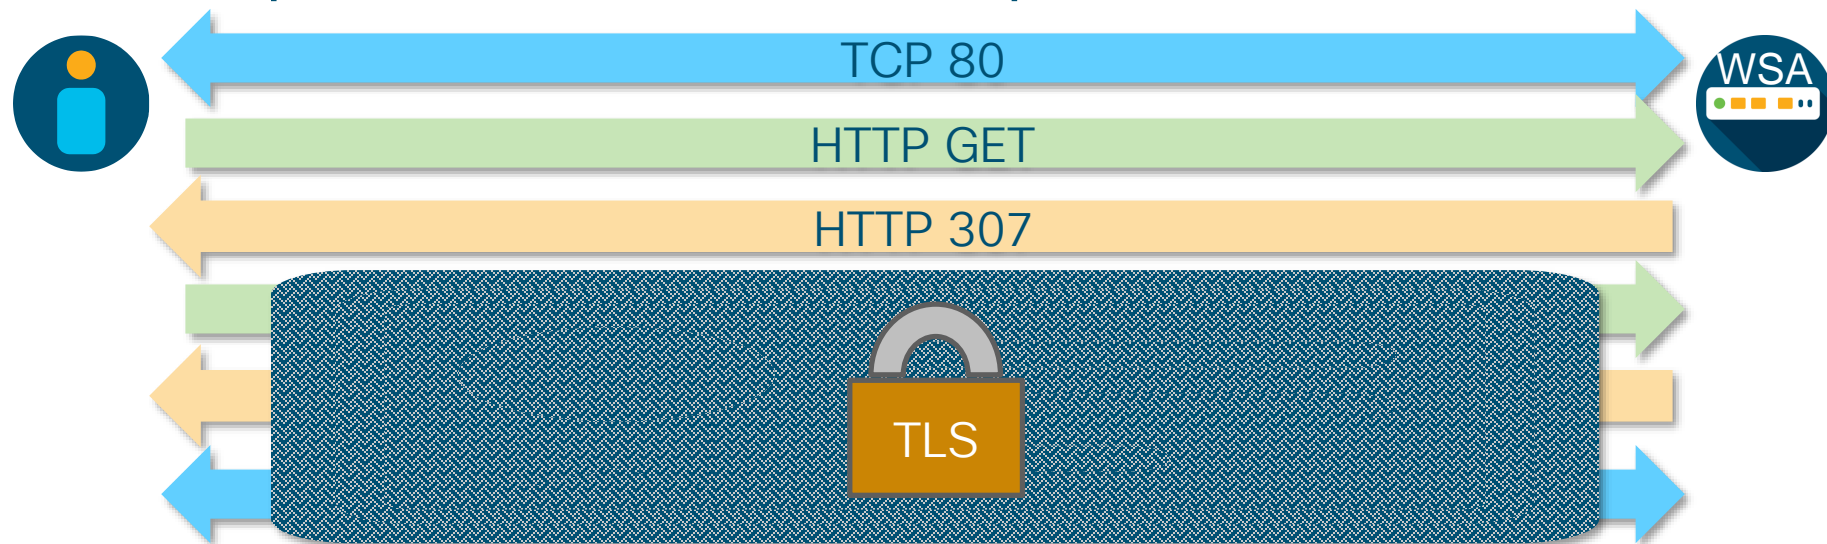 TCP 80
WSA
HTTP GET
HTTP 307
TLS